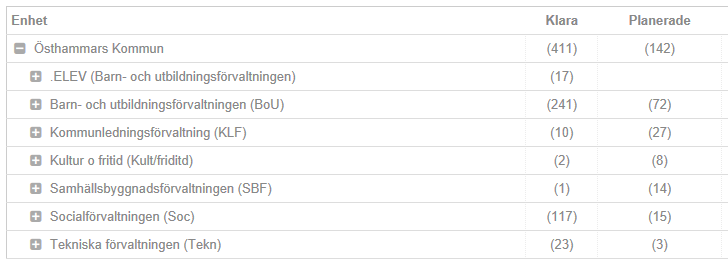 Enhet Klara Planerade
Östhammars Kommun (411) (142)
.ELEV (Barn- och utbildningsförvaltningen) (17)
Barn- och utbildningsförvaltningen (BoU) (241) (72)
Kommunledningsförvaltning (KLF) (10) (27)
Kultur o fritid (Kult/friditd) (2) (8)
Samhällsbyggnadsförvaltningen (SBF) (1) (14)
Socialförvaltningen (Soc) (117) (15)
Tekniska förvaltningen (Tekn) (23) (3)